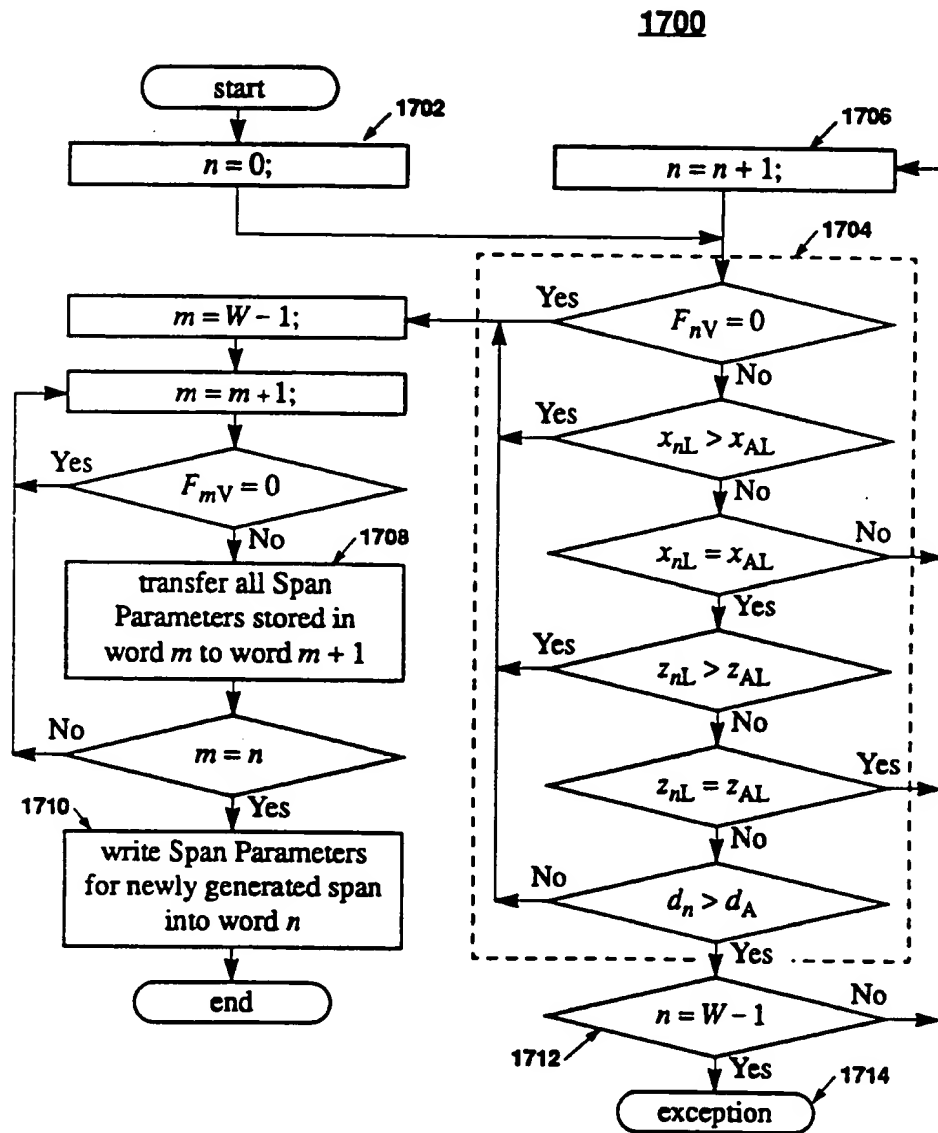 1700
start
1702
n = 0;
1706
n = n + 1;
1704
Yes
F_nV = 0
No
m = W – 1;
m = m + 1;
Yes
x_nL > x_AL
No
Yes
F_mV = 0
No
x_nL = x_AL
No
Yes
1708
transfer all Span
Parameters stored in
word m to word m + 1
Yes
z_nL > z_AL
No
No
m = n
Yes
z_nL = z_AL
Yes
No
1710
write Span Parameters
for newly generated span
into word n
No
d_n > d_A
Yes
end
n = W – 1
No
1712
Yes
1714
exception